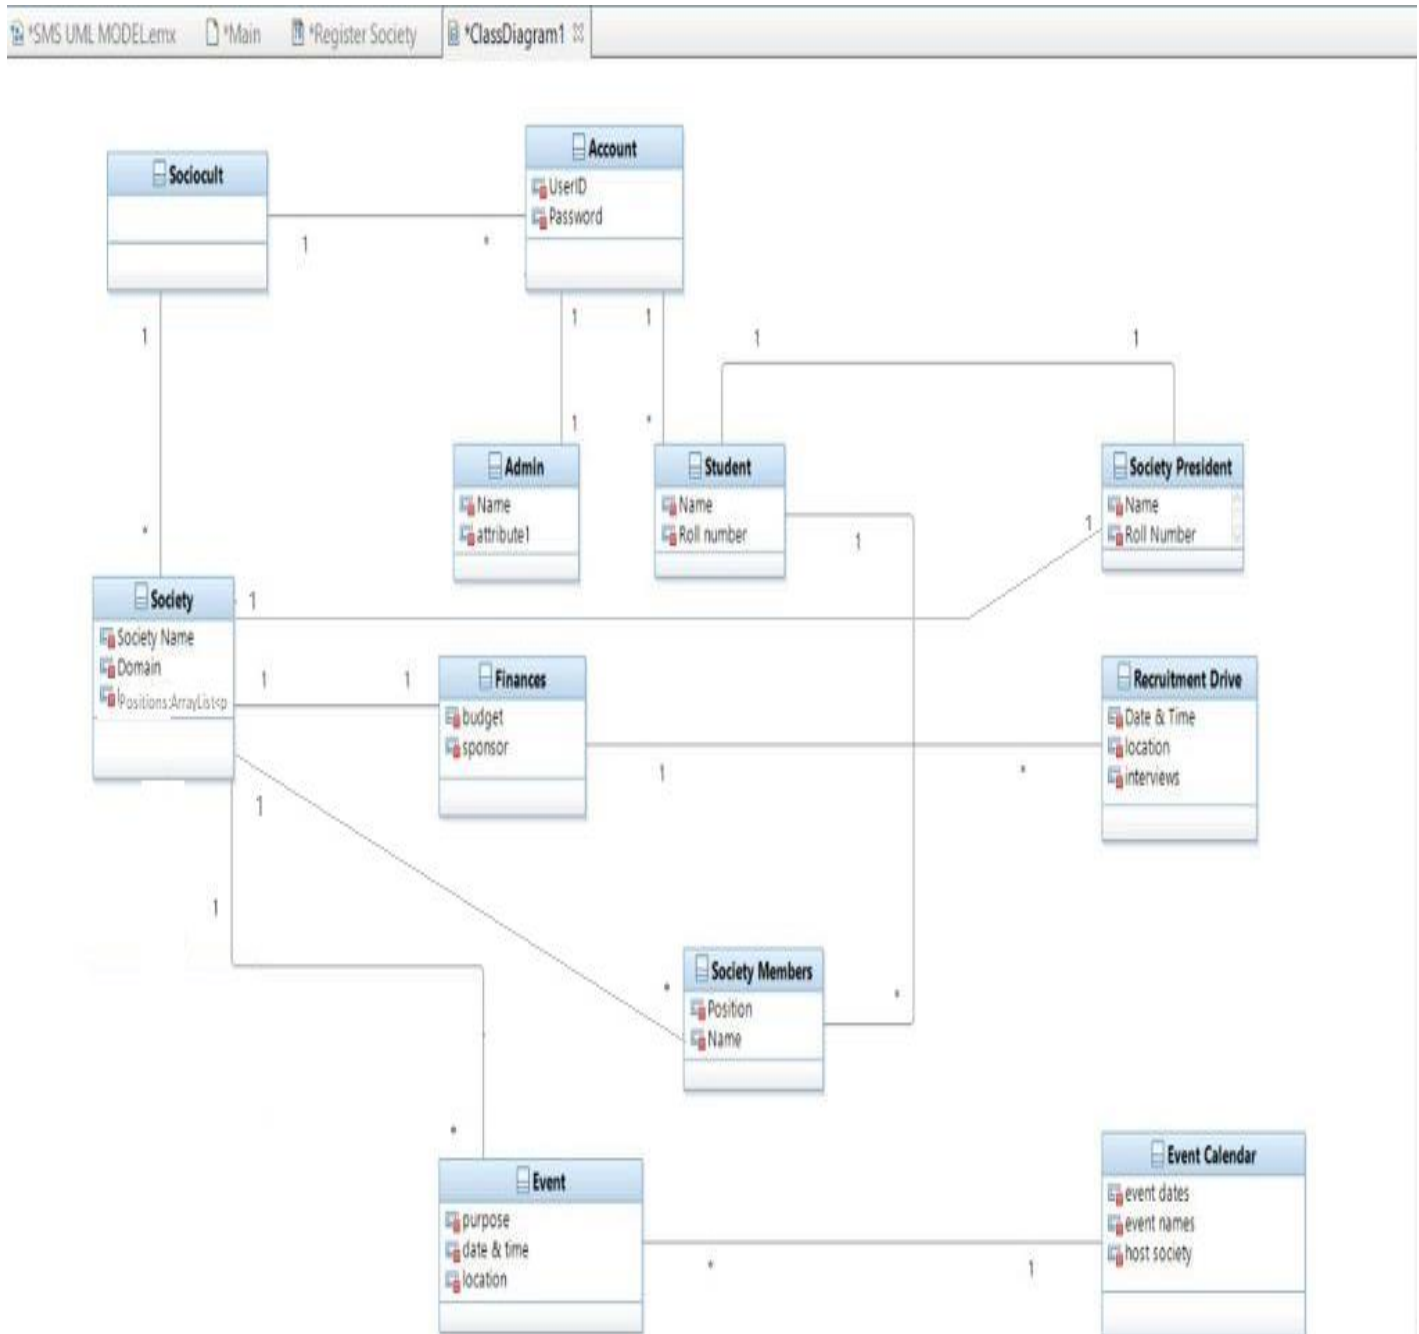 *SMS UML MODEL.emx
*Main
*Register Society
*ClassDiagram1
Sociocult
Account
UserID
Password
1
*
1
1
1
1
1
1
*
*
Admin
Name
attribute1
Student
Name
Roll number
1
Society President
Name
Roll Number
1
Society
Society Name
Domain
Positions:ArrayList<p
1
1
1
Finances
budget
sponsor
1
*
Recruitment Drive
Date & Time
location
interviews
1
1
Society Members
Position
Name
*
*
*
Event
purpose
date & time
location
*
1
Event Calendar
event dates
event names
host society